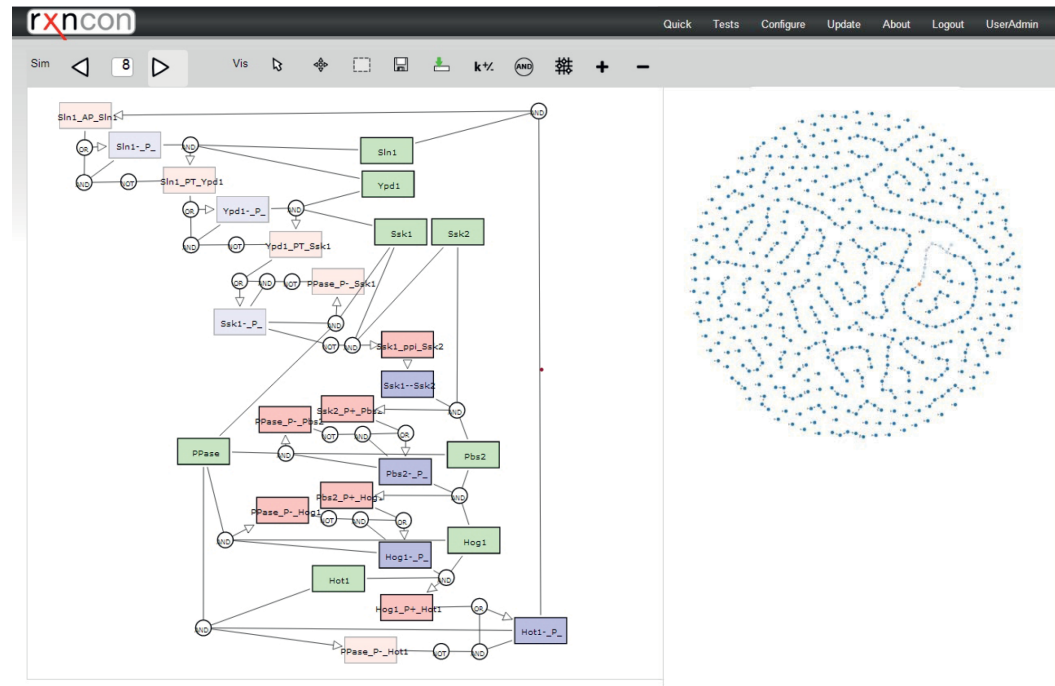 rxncon
Quick Tests Configure Update About Logout UserAdmin
Sim 8 Vis k+/- AND
Sln1_AP_Sln1
AND
OR
Sln1-_P_
AND
Sln1
AND
NOT
Sln1_PT_Ypd1
Ypd1
OR
Ypd1-_P_
AND
Ssk1
Ssk2
AND
NOT
Ypd1_PT_Ssk1
OR
AND
NOT
PPase_P-_Ssk1
Ssk1-_P_
AND
NOT
AND
Ssk1_ppi_Ssk2
Ssk1--Ssk2
Ssk2_P+_Pbs2
AND
PPase_P-_Pbs2
NOT
AND
OR
PPase
AND
Pbs2
Pbs2-_P_
Pbs2_P+_Hog1
AND
PPase_P-_Hog1
NOT
AND
OR
AND
Hog1
Hog1-_P_
Hot1
AND
Hog1_P+_Hot1
OR
AND
Hot1-_P_
PPase_P-_Hot1
NOT
AND